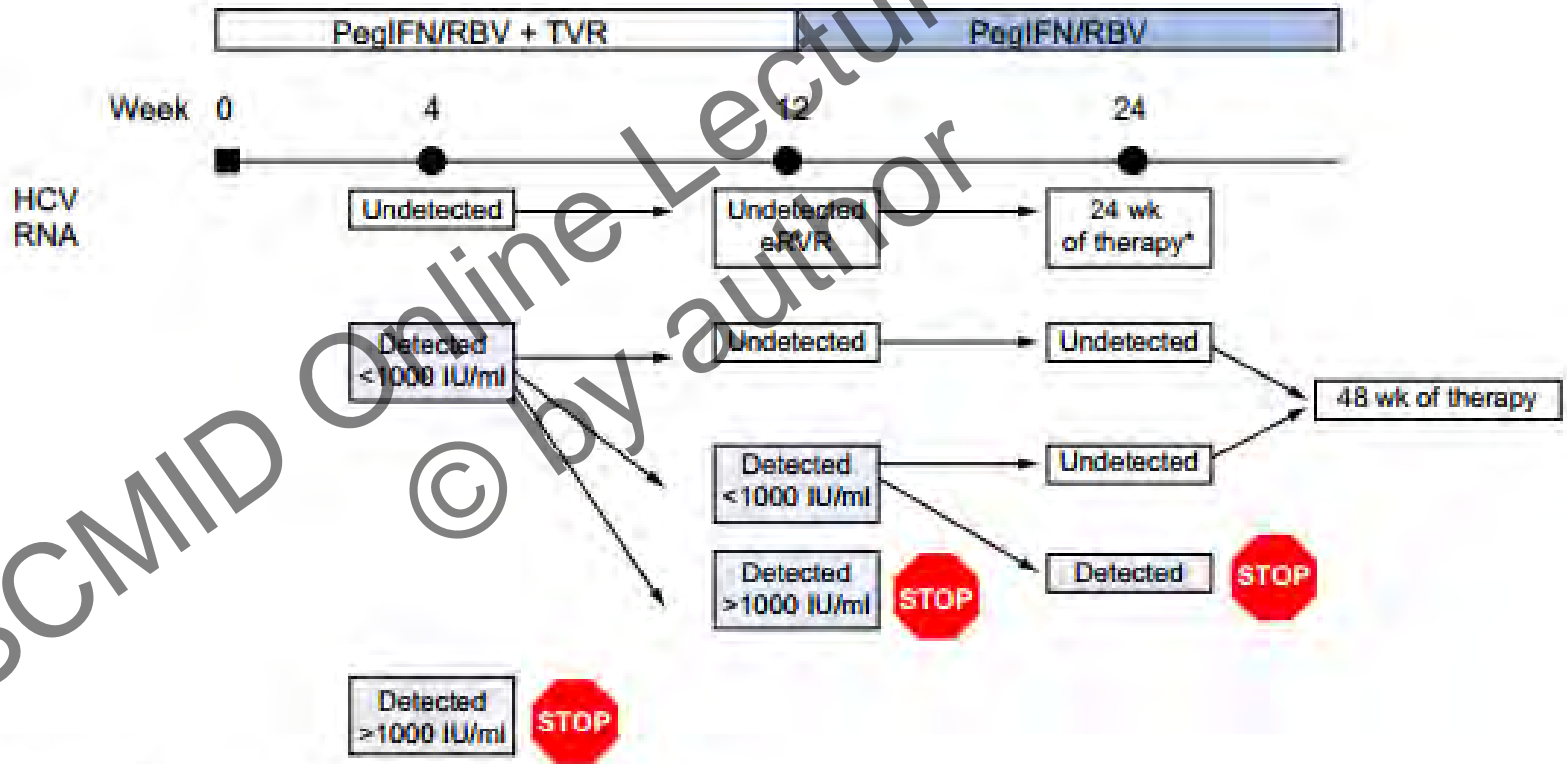 PegIFN/RBV + TVR PegIFN/RBV
Week 0 4 12 24
HCV
RNA
Undetected
Undetected
eRVR
24 wk
of therapy*
Detected
<1000 IU/ml
Undetected
Undetected
48 wk of therapy
Detected
<1000 IU/ml
Undetected
Detected
>1000 IU/ml
STOP
Detected
STOP
Detected
>1000 IU/ml
STOP
SCMID Online Lectur
© by author